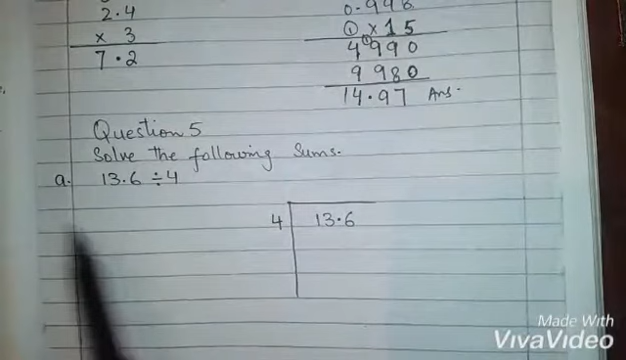 2.4
× 3
7.2
0.998
① × 15
4990
9980
14.97 Ans.
Question 5
Solve the following Sums.
a. 13.6 ÷ 4
4 13.6
Made With
VivaVideo